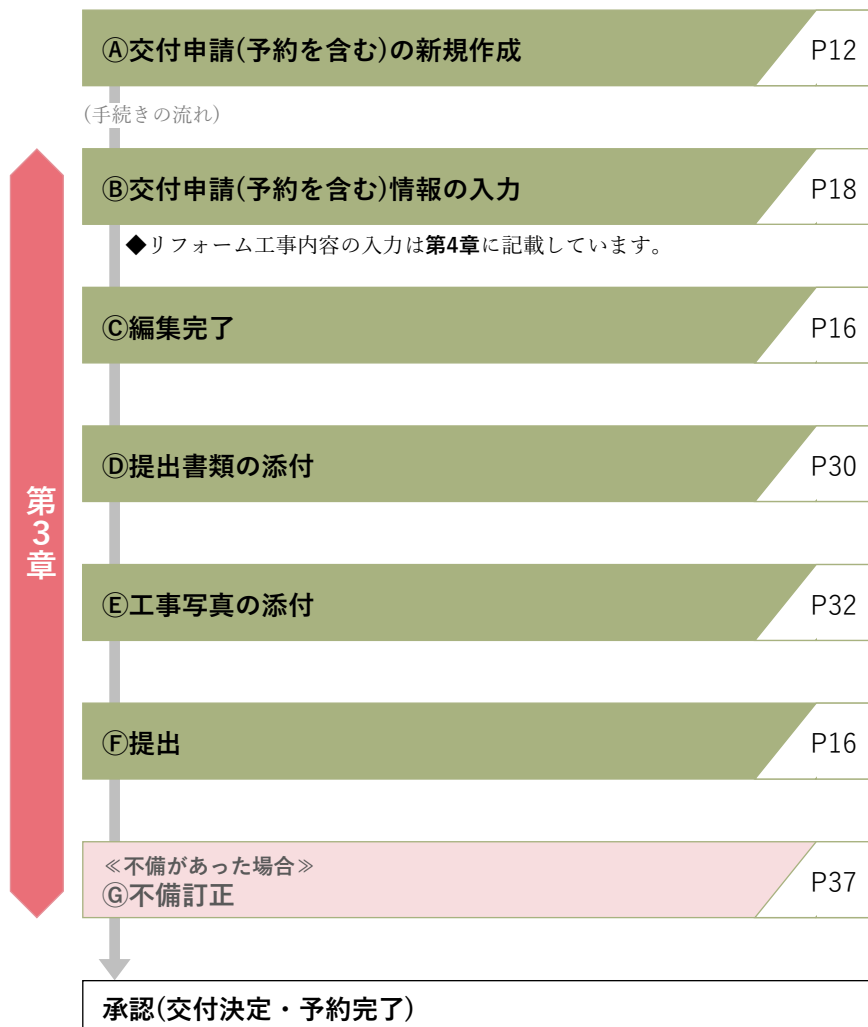 Ⓐ交付申請(予約を含む)の新規作成 P12
(手続きの流れ)
Ⓑ交付申請(予約を含む)情報の入力 P18
◆リフォーム工事内容の入力は第4章に記載しています。
Ⓒ編集完了 P16
Ⓓ提出書類の添付 P30
第3章
Ⓔ工事写真の添付 P32
Ⓕ提出 P16
≪不備があった場合≫
Ⓖ不備訂正 P37
承認(交付決定・予約完了)